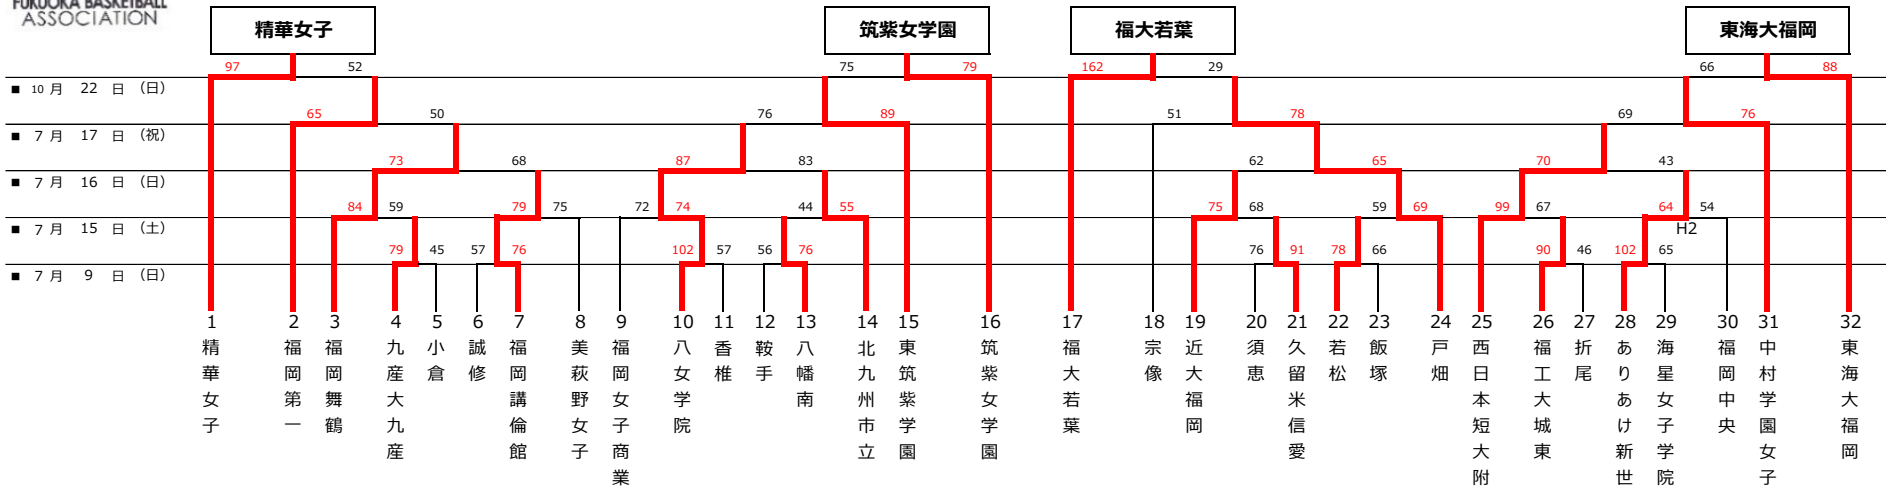 FUKUOKA BASKETBALL
ASSOCIATION
精華女子 筑紫女学園 福大若葉 東海大福岡
97 52 75 79 162 29 66 88
■ 10 月 22 日 (日)
65 50 76 89 51 78 69 76
■ 7 月 17 日 (祝)
73 68 87 83 62 65 70 43
■ 7 月 16 日 (日)
84 59 79 75 72 74 44 55 75 68 59 69 99 67 64 54
H2
■ 7 月 15 日 (土)
79 45 57 76 102 57 56 76 76 91 78 66 90 46 102 65
■ 7 月 9 日 (日)
1 2 3 4 5 6 7 8 9 10 11 12 13 14 15 16 17 18 19 20 21 22 23 24 25 26 27 28 29 30 31 32
精華女子
福岡第一
福岡舞鶴
九産大九産
小倉
誠修
福岡講倫館
美萩野女子
福岡女子商業
八女学院
香椎
鞍手
八幡南
北九州市立
東筑紫学園
筑紫女学園
福大若葉
宗像
近大福岡
須恵
久留米信愛
若松
飯塚
戸畑
西日本短大附
福工大城東
折尾
ありあけ新世
海星女子学院
福岡中央
中村学園女子
東海大福岡